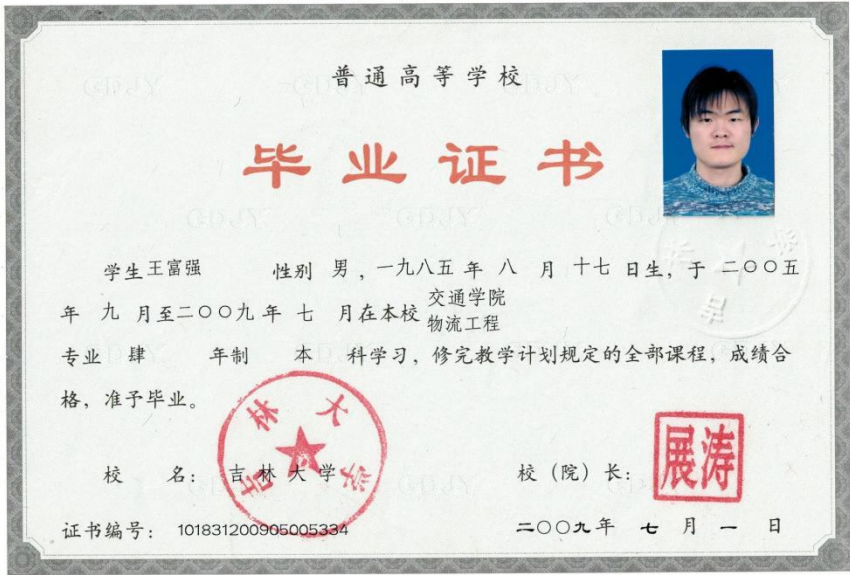 普通高等学校
毕业证书
学生 王富强 性别 男，一九八五 年 八 月 十七 日生，于 二〇〇五
年 九 月至二〇〇九 年 七 月在本校 交通学院
物流工程
专业 肆 年制 本 科学习，修完教学计划规定的全部课程，成绩合
格，准予毕业。
吉林大学
校 名：吉林大学 校（院）长：
展涛
证书编号：101831200905005334 二〇〇九年 七 月 一 日